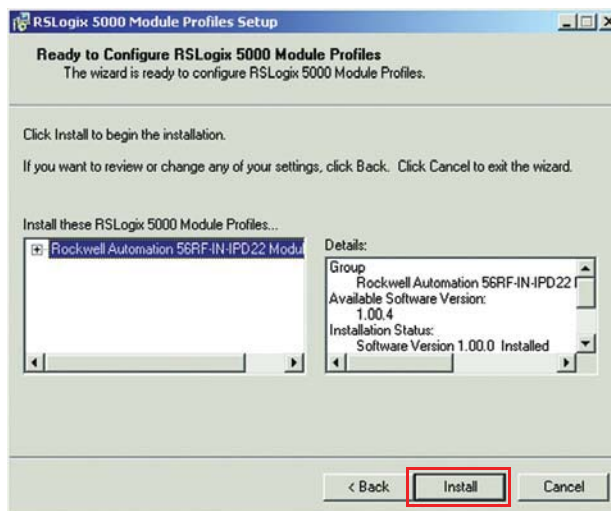 RSLogix 5000 Module Profiles Setup
Ready to Configure RSLogix 5000 Module Profiles
The wizard is ready to configure RSLogix 5000 Module Profiles.
Click Install to begin the installation.
If you want to review or change any of your settings, click Back. Click Cancel to exit the wizard.
Install these RSLogix 5000 Module Profiles...
Rockwell Automation 56RF-IN-IPD22 Modu
Details:
Group
Rockwell Automation 56RF-IN-IPD22
Available Software Version:
1.00.4
Installation Status:
Software Version 1.00.0 Installed
< Back
Install
Cancel